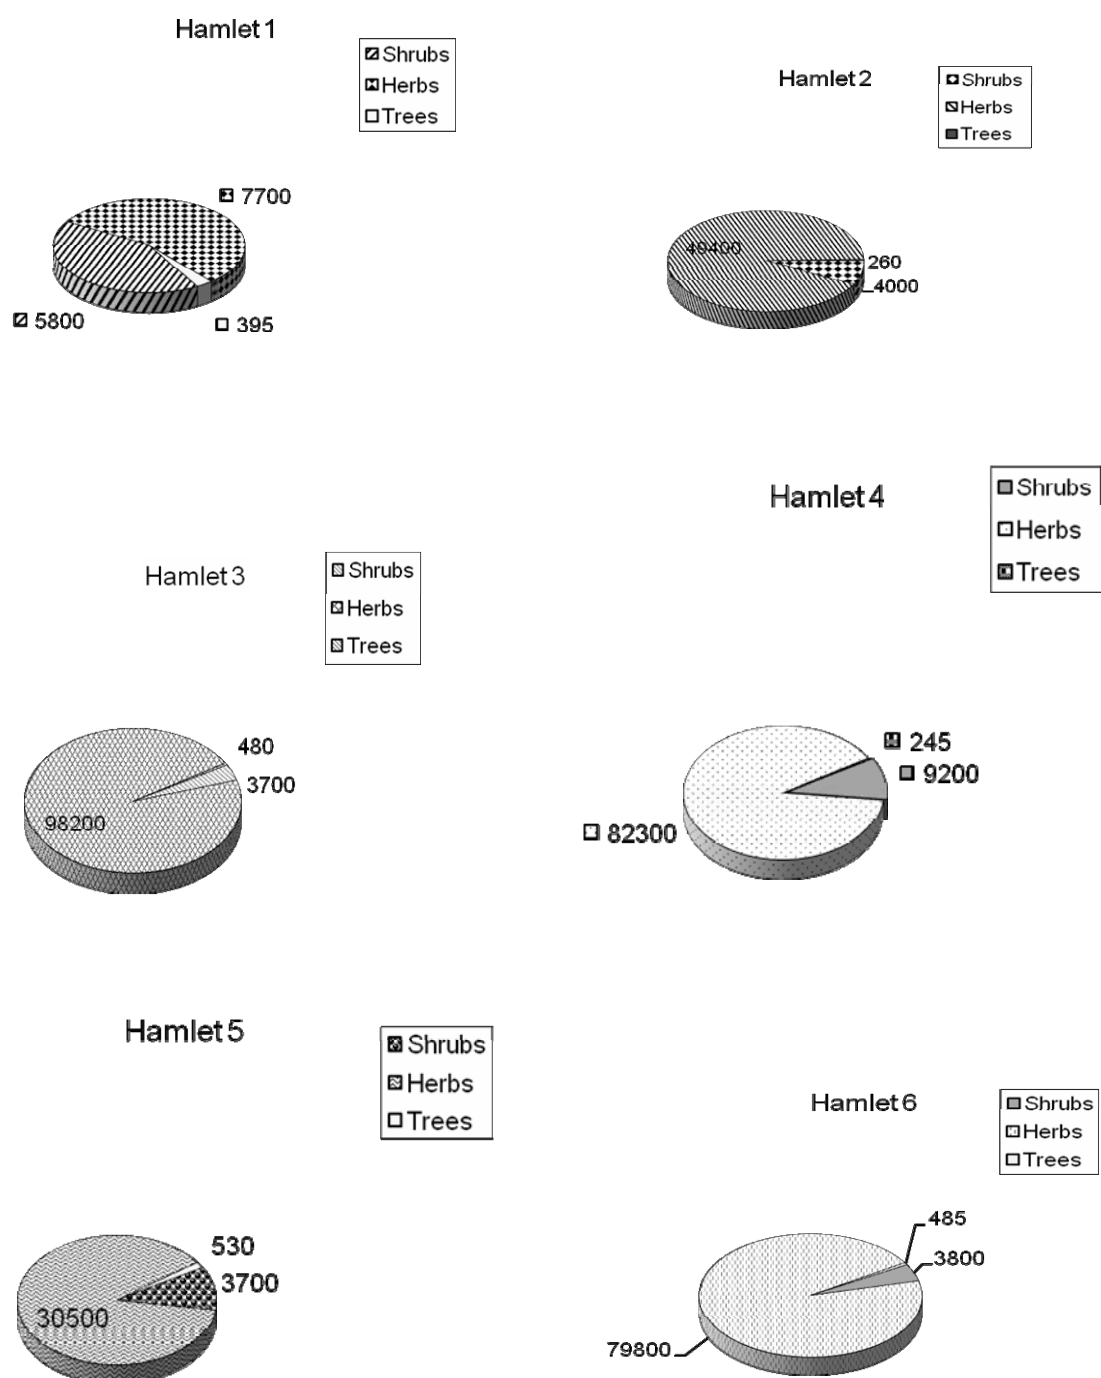 Hamlet 1
Shrubs
Herbs
Trees
7700
5800
395
Hamlet 2
Shrubs
Herbs
Trees
49400
260
4000
Hamlet 3
Shrubs
Herbs
Trees
480
3700
98200
Hamlet 4
Shrubs
Herbs
Trees
245
9200
82300
Hamlet 5
Shrubs
Herbs
Trees
530
3700
30500
Hamlet 6
Shrubs
Herbs
Trees
485
3800
79800